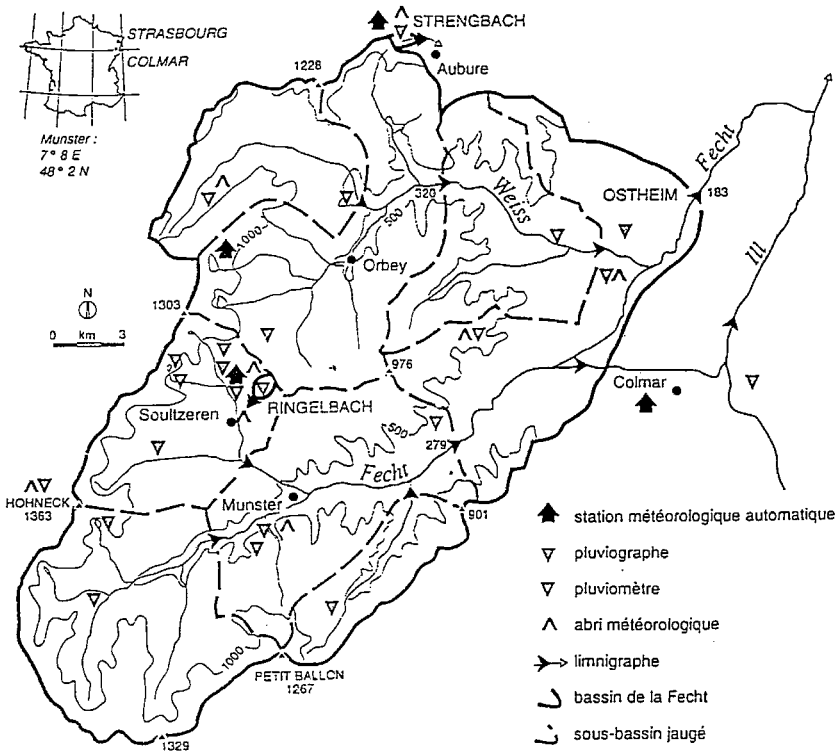 STRASBOURG
COLMAR
Munster :
7° 8 E
48° 2 N
STRENGBACH
Aubure
1228
Fecht
320
Weiss
OSTHEIM
183
500
1000
Orbey
Ill
N
0 km 3
1303
976
Colmar
Soultzeren
RINGELBACH
500
279
Fecht
Munster
HOHNECK
1363
901
1000
PETIT BALLON
1267
1329
station météorologique automatique
pluviographe
pluviomètre
abri météorologique
limnigraphe
bassin de la Fecht
sous-bassin jaugé